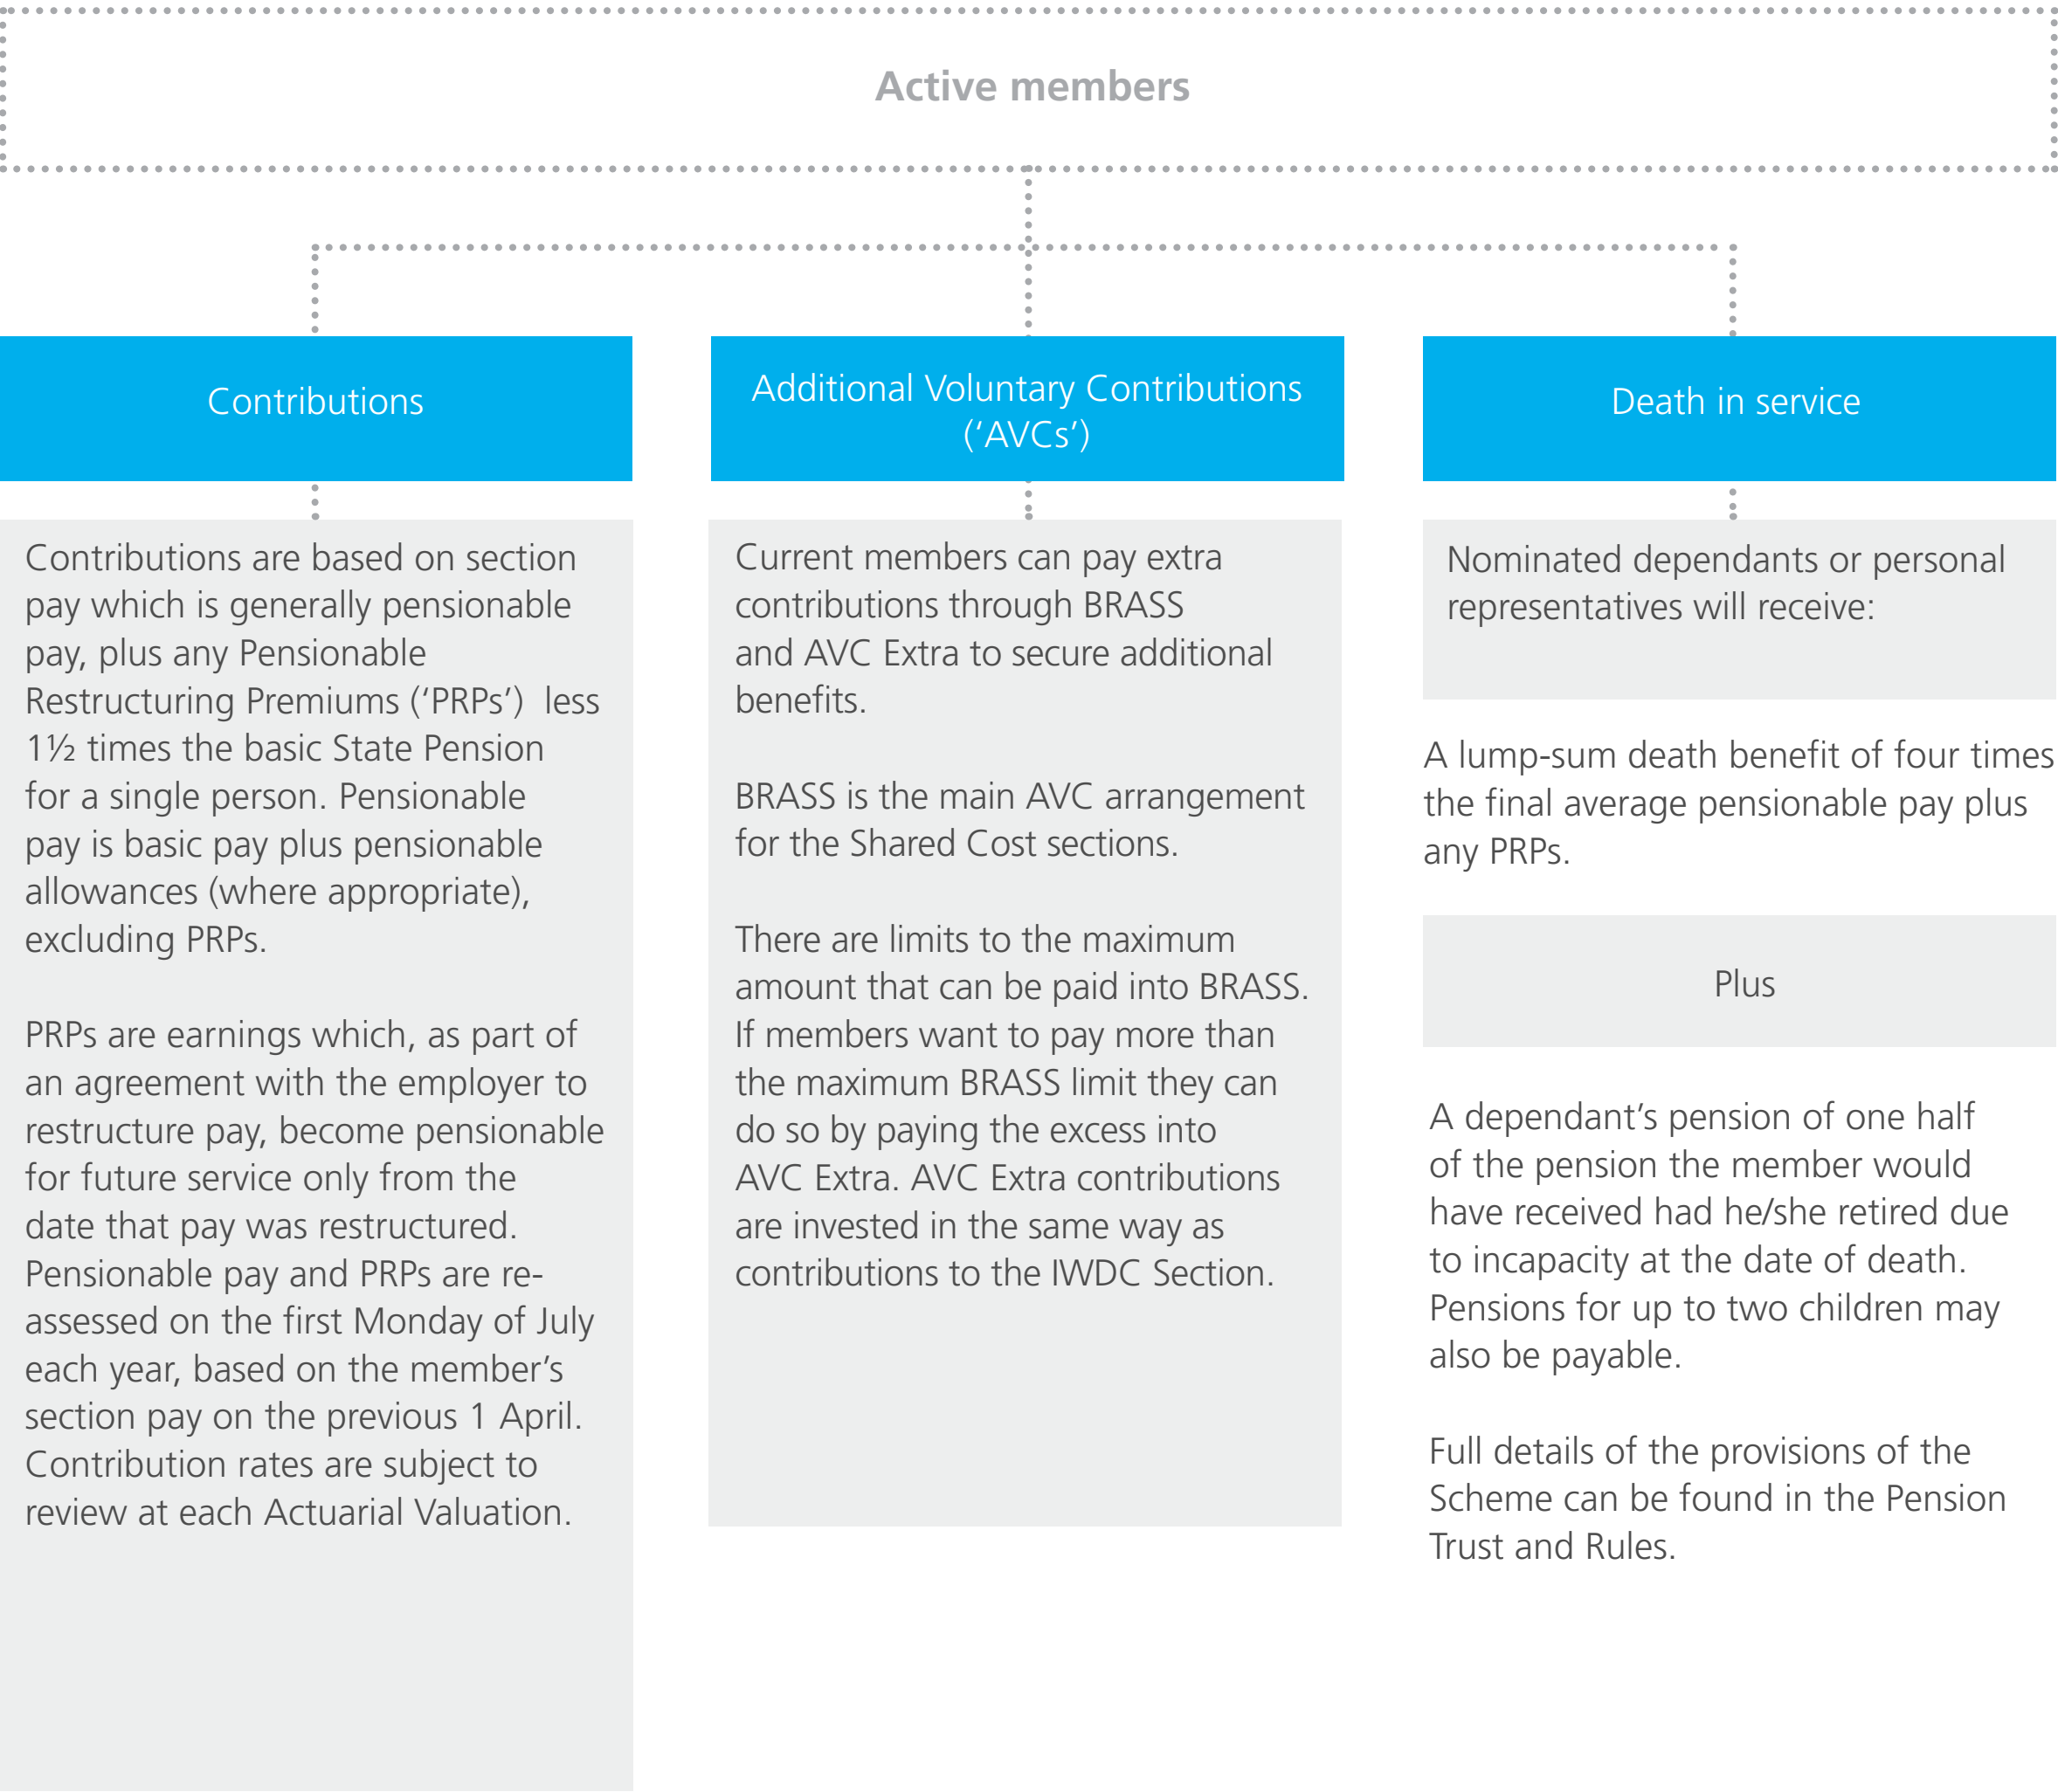 Active members
Contributions
Contributions are based on section
pay which is generally pensionable
pay, plus any Pensionable
Restructuring Premiums (‘PRPs’)  less
1½ times the basic State Pension
for a single person. Pensionable
pay is basic pay plus pensionable
allowances (where appropriate),
excluding PRPs.
PRPs are earnings which, as part of
an agreement with the employer to
restructure pay, become pensionable
for future service only from the
date that pay was restructured.
Pensionable pay and PRPs are re-
assessed on the first Monday of July
each year, based on the member’s
section pay on the previous 1 April.
Contribution rates are subject to
review at each Actuarial Valuation.
Additional Voluntary Contributions
(‘AVCs’)
Current members can pay extra
contributions through BRASS
and AVC Extra to secure additional
benefits.
BRASS is the main AVC arrangement
for the Shared Cost sections.
There are limits to the maximum
amount that can be paid into BRASS.
If members want to pay more than
the maximum BRASS limit they can
do so by paying the excess into
AVC Extra. AVC Extra contributions
are invested in the same way as
contributions to the IWDC Section.
Death in service
Nominated dependants or personal
representatives will receive:
A lump-sum death benefit of four times
the final average pensionable pay plus
any PRPs.
Plus
A dependant’s pension of one half
of the pension the member would
have received had he/she retired due
to incapacity at the date of death.
Pensions for up to two children may
also be payable.
Full details of the provisions of the
Scheme can be found in the Pension
Trust and Rules.